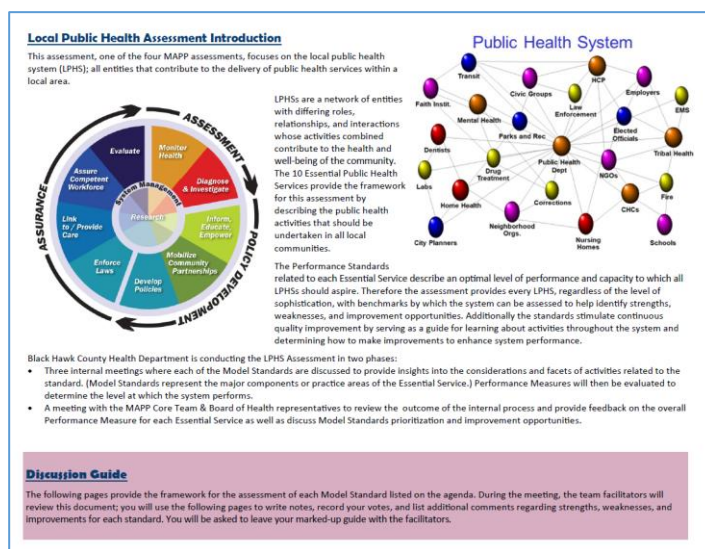 Local Public Health Assessment Introduction
This assessment, one of the four MAPP assessments, focuses on the local public health
system (LPHS); all entities that contribute to the delivery of public health services within a
local area.
ASSESSMENT
POLICY DEVELOPMENT
ASSURANCE
Evaluate
Monitor
Health
Diagnose
& Investigate
Inform,
Educate,
Empower
Mobilize
Community
Partnerships
Develop
Policies
Enforce
Laws
Link
to / Provide
Care
Assure
Competent
Workforce
System Management
Research
LPHSs are a network of entities
with differing roles,
relationships, and interactions
whose activities combined
contribute to the health and
well-being of the community.
The 10 Essential Public Health
Services provide the framework
for this assessment by
describing the public health
activities that should be
undertaken in all local
communities.
Public Health System
Transit
HCP
Civic Groups
Employers
Faith Instit.
Law
Enforcement
EMS
Mental Health
Parks and Rec.
Elected
Officials
Dentists
Public Health
Dept
Tribal Health
Drug
Treatment
NGOs
Labs
Home Health
Corrections
CHCs
Fire
City Planners
Neighborhood
Orgs.
Nursing
Homes
Schools
The Performance Standards
related to each Essential Service describe an optimal level of performance and capacity to which all
LPHSs should aspire. Therefore the assessment provides every LPHS, regardless of the level of
sophistication, with benchmarks by which the system can be assessed to help identify strengths,
weaknesses, and improvement opportunities. Additionally the standards stimulate continuous
quality improvement by serving as a guide for learning about activities throughout the system and
determining how to make improvements to enhance system performance.
Black Hawk County Health Department is conducting the LPHS Assessment in two phases:
• Three internal meetings where each of the Model Standards are discussed to provide insights into the considerations and facets of activities related to the
standard. (Model Standards represent the major components or practice areas of the Essential Service.) Performance Measures will then be evaluated to
determine the level at which the system performs.
• A meeting with the MAPP Core Team & Board of Health representatives to review the outcome of the internal process and provide feedback on the overall
Performance Measure for each Essential Service as well as discuss Model Standards prioritization and improvement opportunities.
Discussion Guide
The following pages provide the framework for the assessment of each Model Standard listed on the agenda. During the meeting, the team facilitators will
review this document; you will use the following pages to write notes, record your votes, and list additional comments regarding strengths, weaknesses, and
improvements for each standard. You will be asked to leave your marked-up guide with the facilitators.